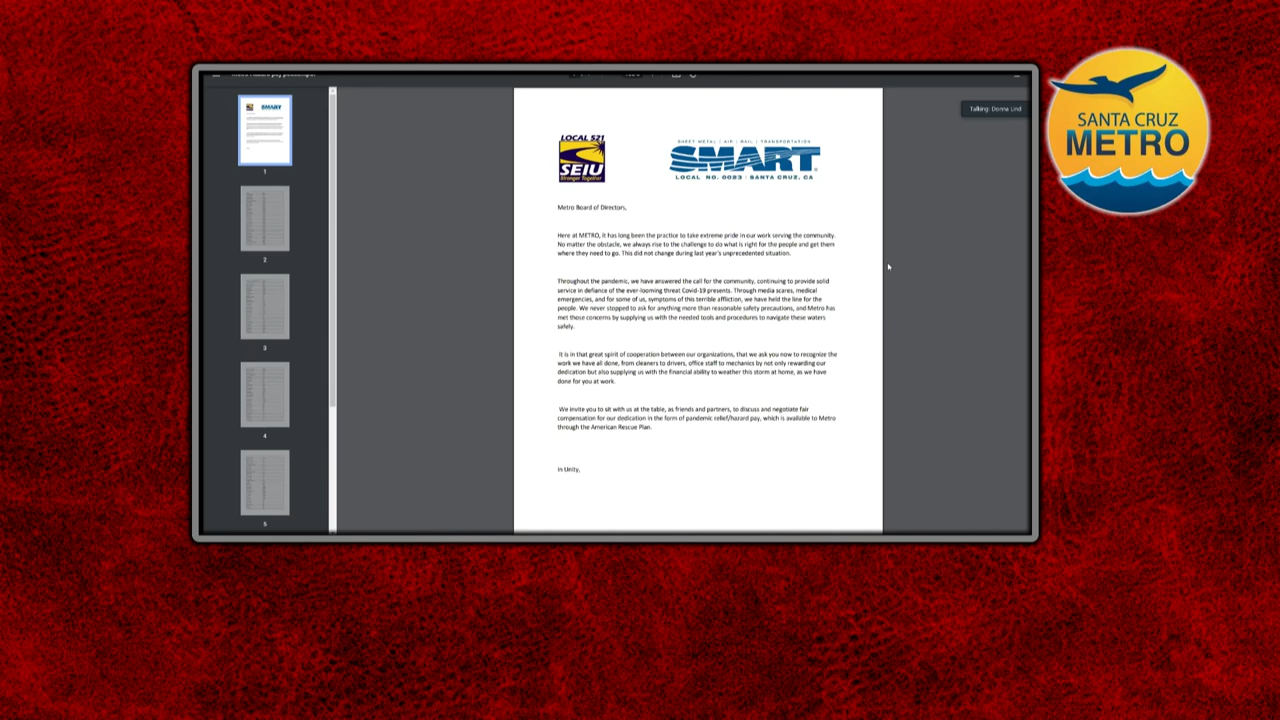 Talking: Donna Lind
SANTA CRUZ
METRO
1
2
3
4
5
LOCAL 521
SEIU
Stronger Together
SHEET METAL | AIR | RAIL | TRANSPORTATION
SMART
LOCAL NO. 0023 | SANTA CRUZ, CA
Metro Board of Directors,
Here at METRO, it has long been the practice to take extreme pride in our work serving the community.
No matter the obstacle, we always rise to the challenge to do what is right for the people and get them
where they need to go. This did not change during last year's unprecedented situation.
Throughout the pandemic, we have answered the call for the community, continuing to provide solid
service in defiance of the ever-looming threat Covid-19 presents. Through media scares, medical
emergencies, and for some of us, symptoms of this terrible affliction, we have held the line for the
people. We never stopped to ask for anything more than reasonable safety precautions, and Metro has
met those concerns by supplying us with the needed tools and procedures to navigate these waters
safely.
It is in that great spirit of cooperation between our organizations, that we ask you now to recognize the
work we have all done, from cleaners to drivers, office staff to mechanics by not only rewarding our
dedication but also supplying us with the financial ability to weather this storm at home, as we have
done for you at work.
We invite you to sit with us at the table, as friends and partners, to discuss and negotiate fair
compensation for our dedication in the form of pandemic relief/hazard pay, which is available to Metro
through the American Rescue Plan.
In Unity,